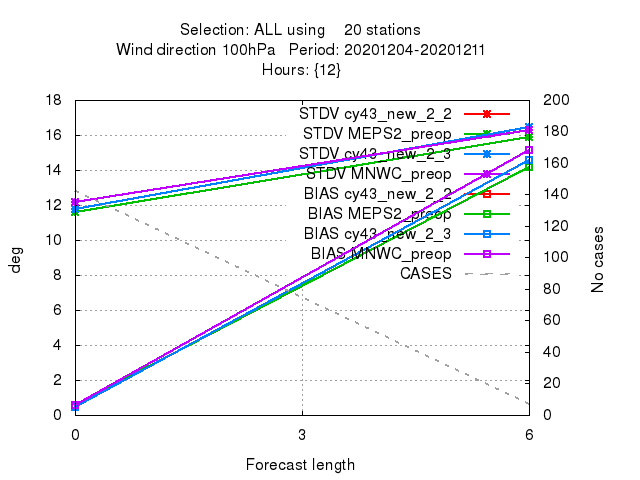 Selection: ALL using 20 stations
Wind direction 100hPa Period: 20201204-20201211
Hours: {12}
18 200
16 180
14 160
12 140
10 120
8 100
6 80
4 60
2 40
0 20
0
deg
No cases
STDV cy43_new_2_2
STDV MEPS2_preop
STDV cy43_new_2_3
STDV MNWC_preop
BIAS cy43_new_2_2
BIAS MEPS2_preop
BIAS cy43_new_2_3
BIAS MNWC_preop
CASES
0 3 6
Forecast length